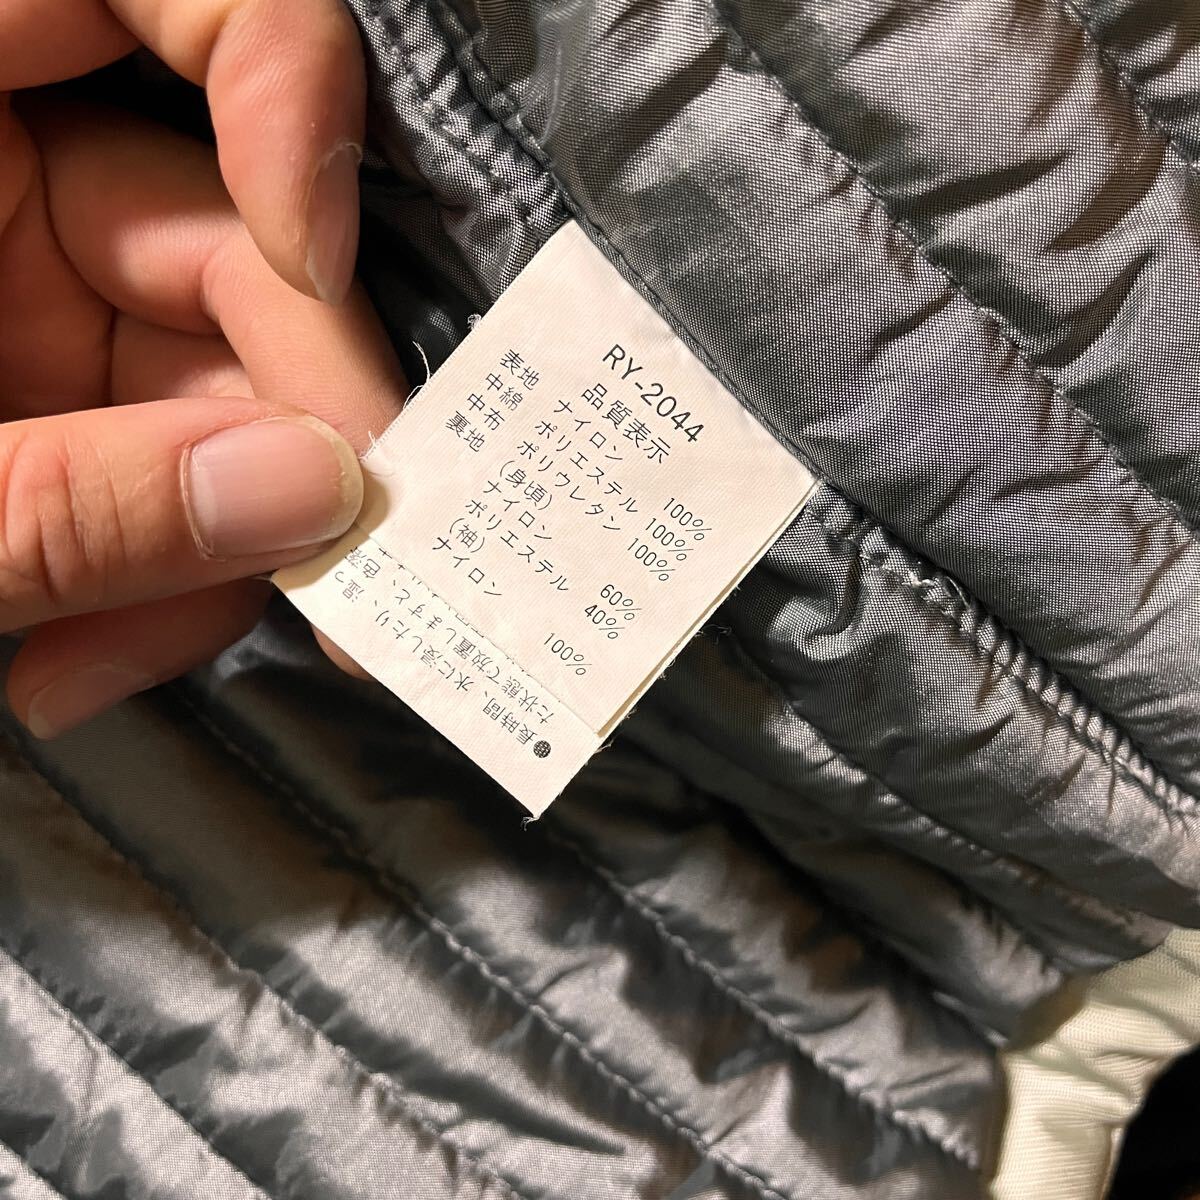 RY-2044
品質表示
表地 ナイロン 100%
中綿 ポリエステル 100%
中布 ポリウレタン 100%
裏地 (身頃)
ナイロン 60%
ポリエステル 40%
(袖)
ナイロン 100%
●長時間、水に浸したり、湿っ
た状態で放置しますと、色落